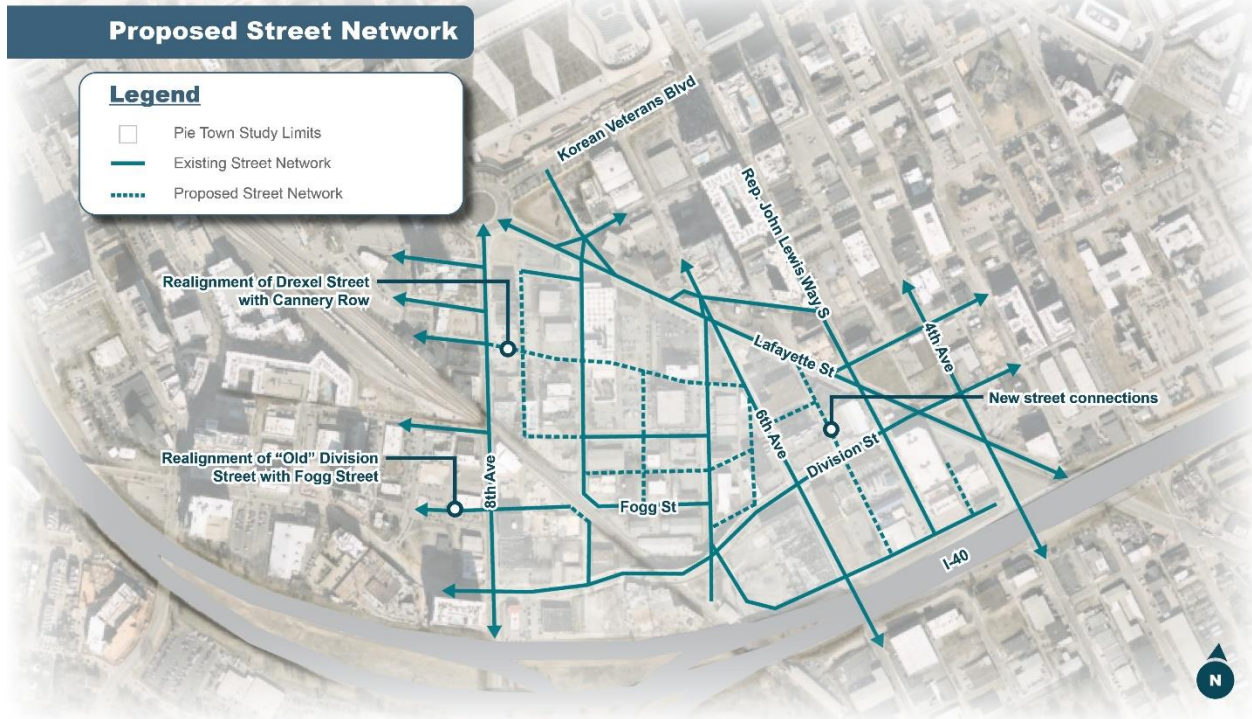 Proposed Street Network
Legend
Pie Town Study Limits
Existing Street Network
Proposed Street Network
Korean Veterans Blvd
Rep. John Lewis Way S
Realignment of Drexel Street
with Cannery Row
Lafayette St
4th Ave
New street connections
6th Ave
Division St
Realignment of "Old" Division
Street with Fogg Street
8th Ave
Fogg St
I-40
N